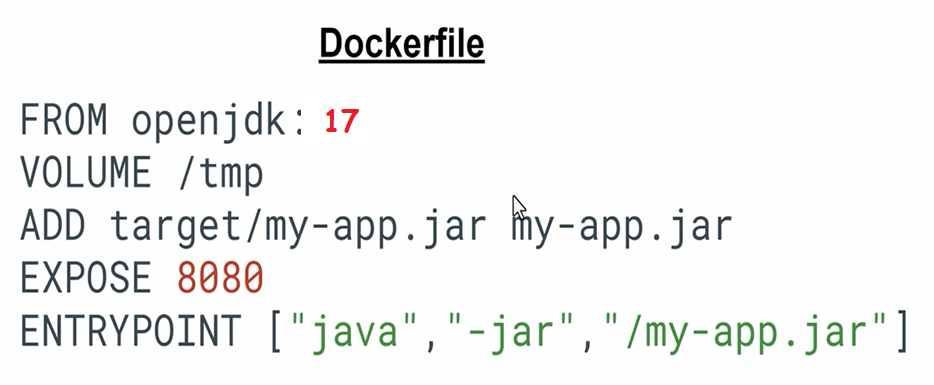 Dockerfile
FROM openjdk: 17
VOLUME /tmp
ADD target/my-app.jar my-app.jar
EXPOSE 8080
ENTRYPOINT ["java","-jar","/my-app.jar"]